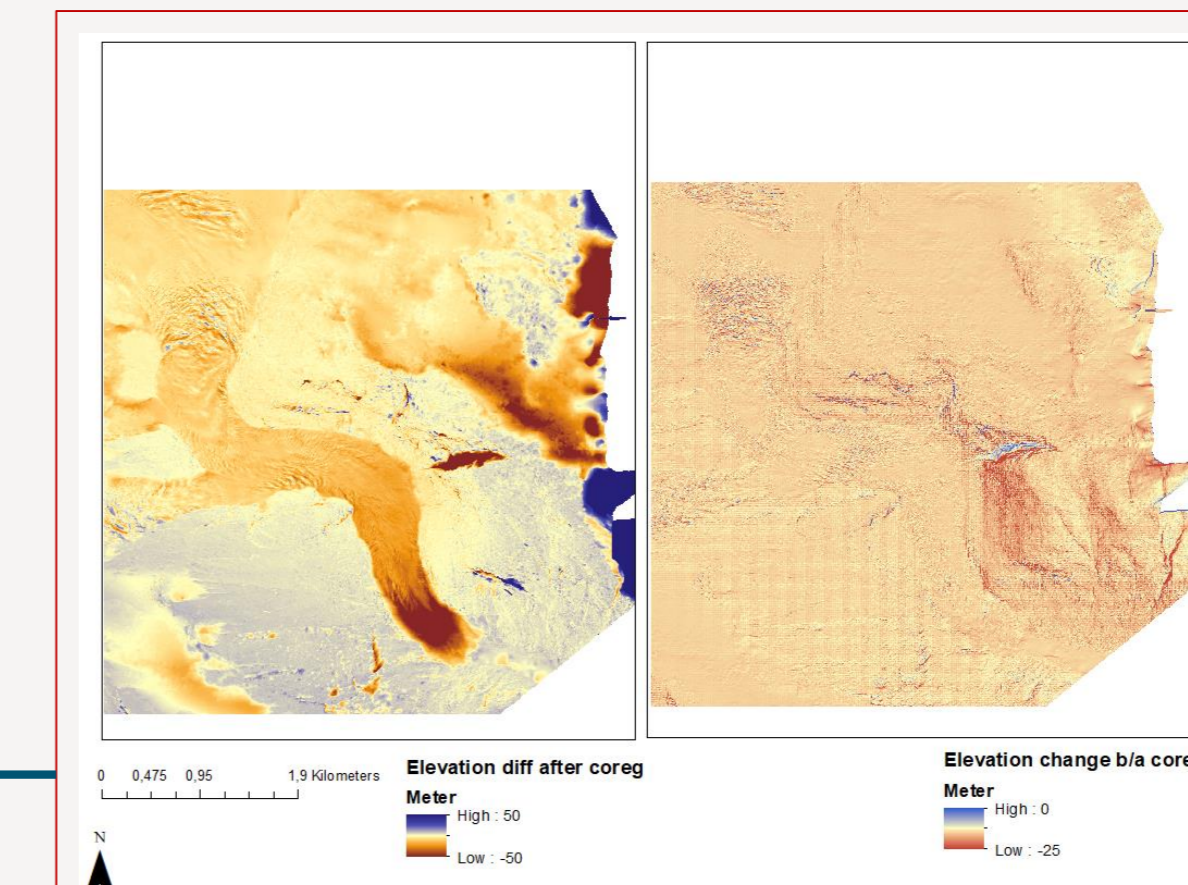 0 0,475 0,95 1,9 Kilometers
N
Elevation diff after coreg
Meter
High : 50
Low : -50
Elevation change b/a core
Meter
High : 0
Low : -25